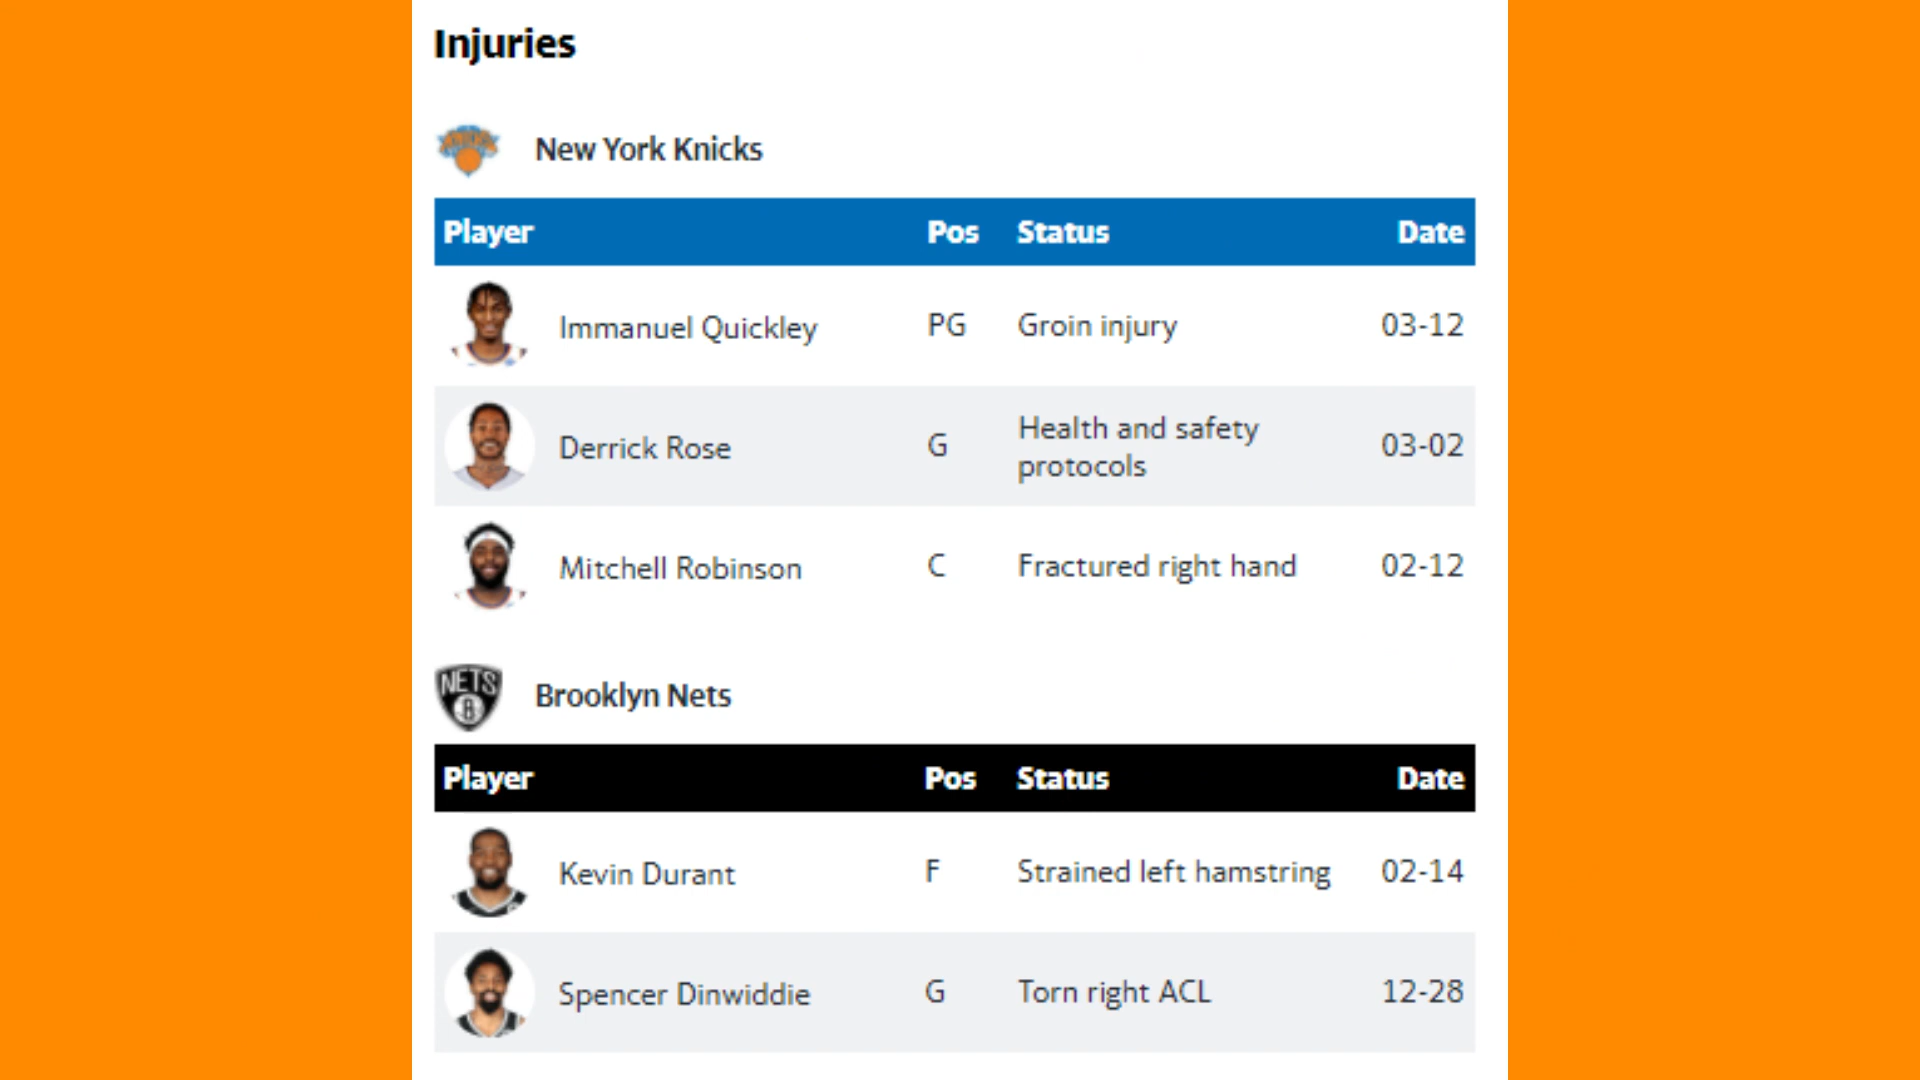 Injuries
New York Knicks
Player Pos Status Date
Immanuel Quickley PG Groin injury 03-12
Derrick Rose G Health and safety protocols 03-02
Mitchell Robinson C Fractured right hand 02-12
NETS
B
Brooklyn Nets
Player Pos Status Date
Kevin Durant F Strained left hamstring 02-14
Spencer Dinwiddie G Torn right ACL 12-28